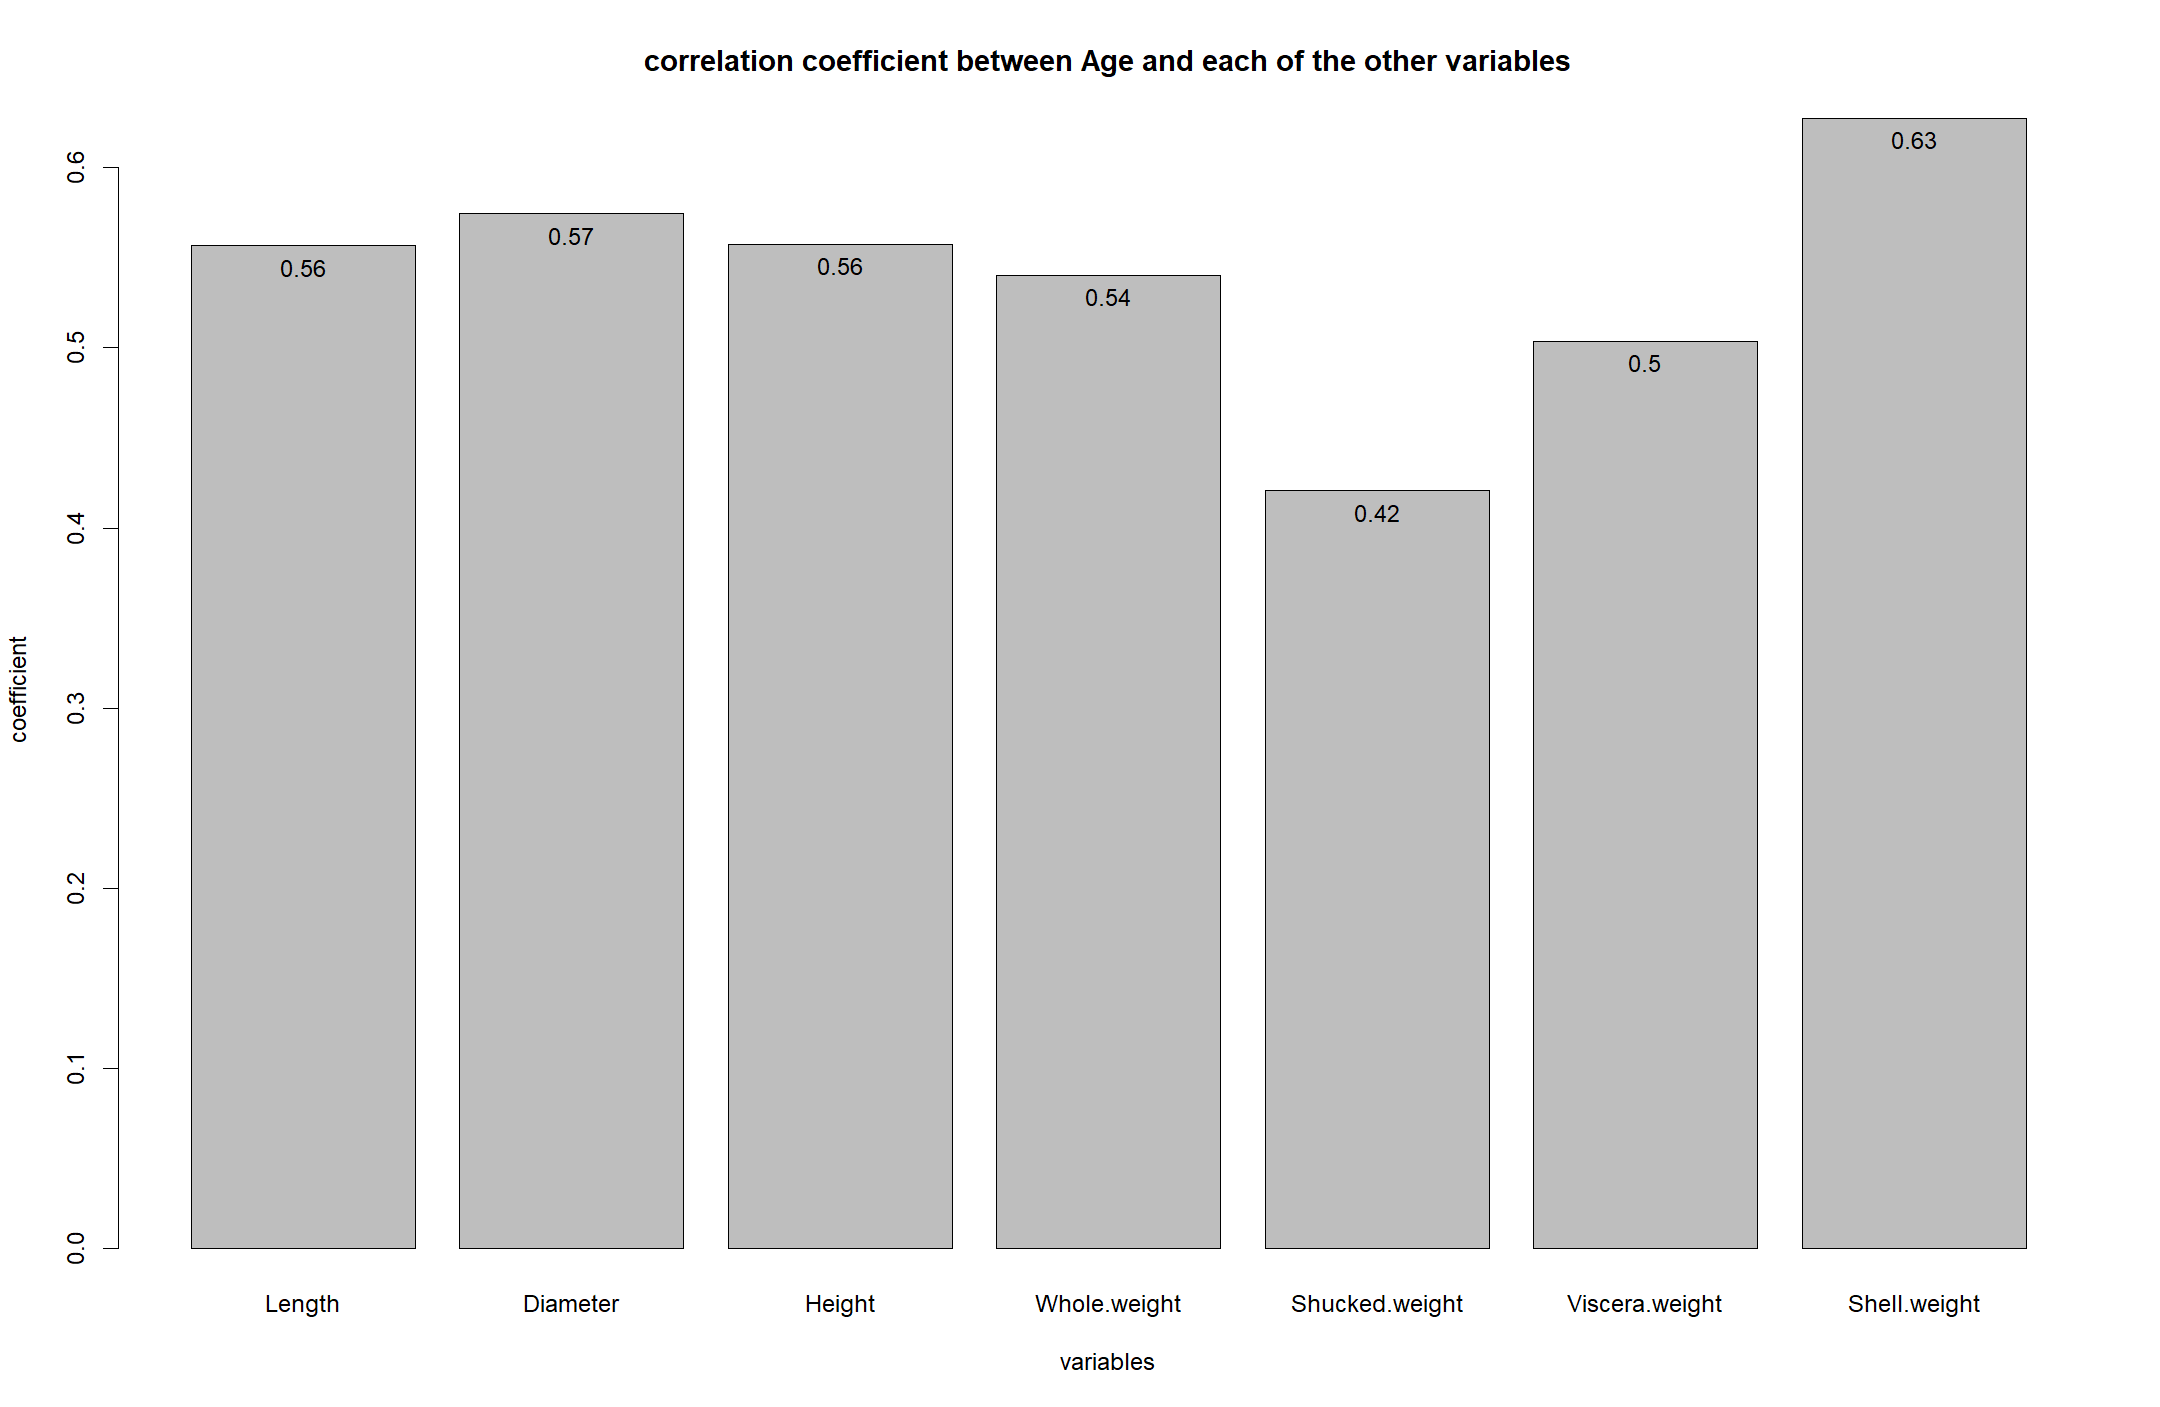 correlation coefficient between Age and each of the other variables
coefficient
0.6
0.5
0.4
0.3
0.2
0.1
0.0
0.56
0.57
0.56
0.54
0.42
0.5
0.63
Length
Diameter
Height
Whole.weight
Shucked.weight
Viscera.weight
Shell.weight
variables